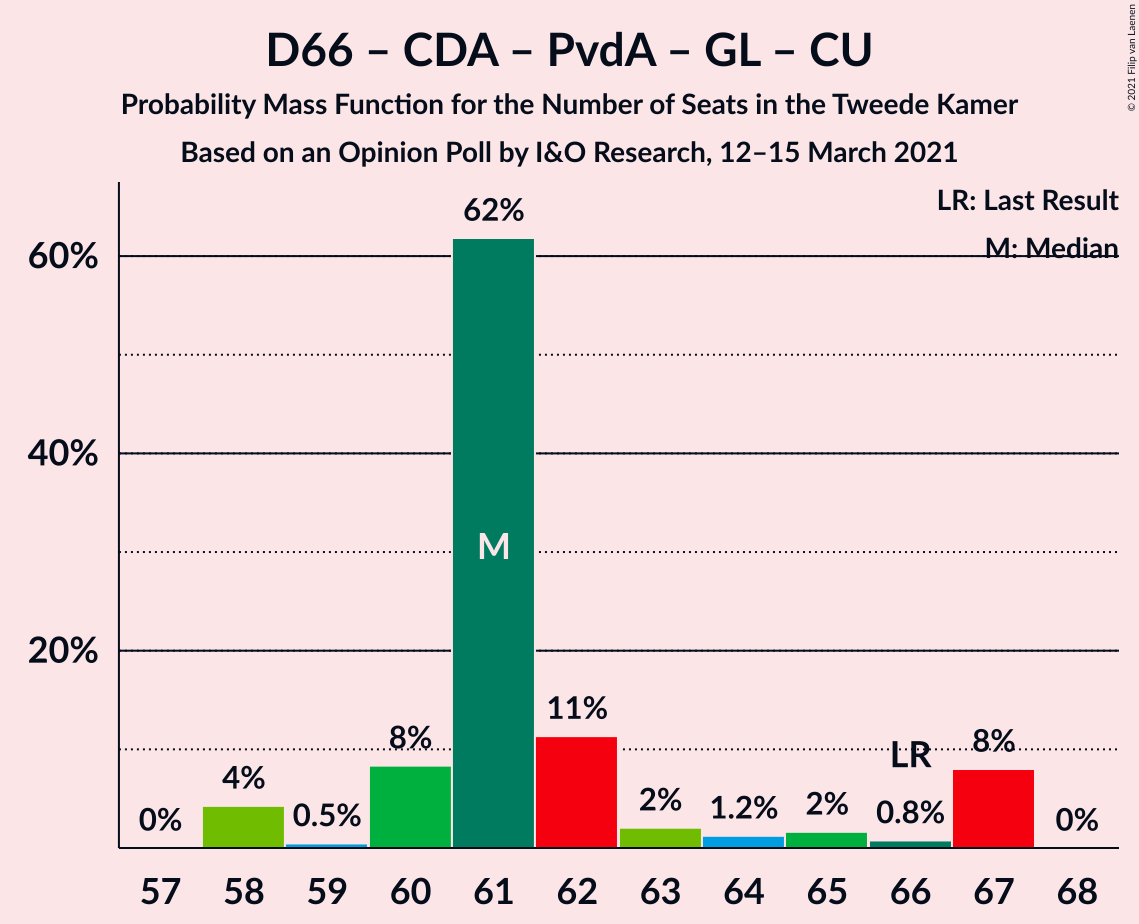 D66 – CDA – PvdA – GL – CU
Probability Mass Function for the Number of Seats in the Tweede Kamer
Based on an Opinion Poll by I&O Research, 12–15 March 2021
© 2021 Filip van Laenen
LR: Last Result
M: Median
60%
40%
20%
0%
4%
0.5%
8%
62%
M
11%
2%
1.2%
2%
LR
0.8%
8%
0%
57 58 59 60 61 62 63 64 65 66 67 68